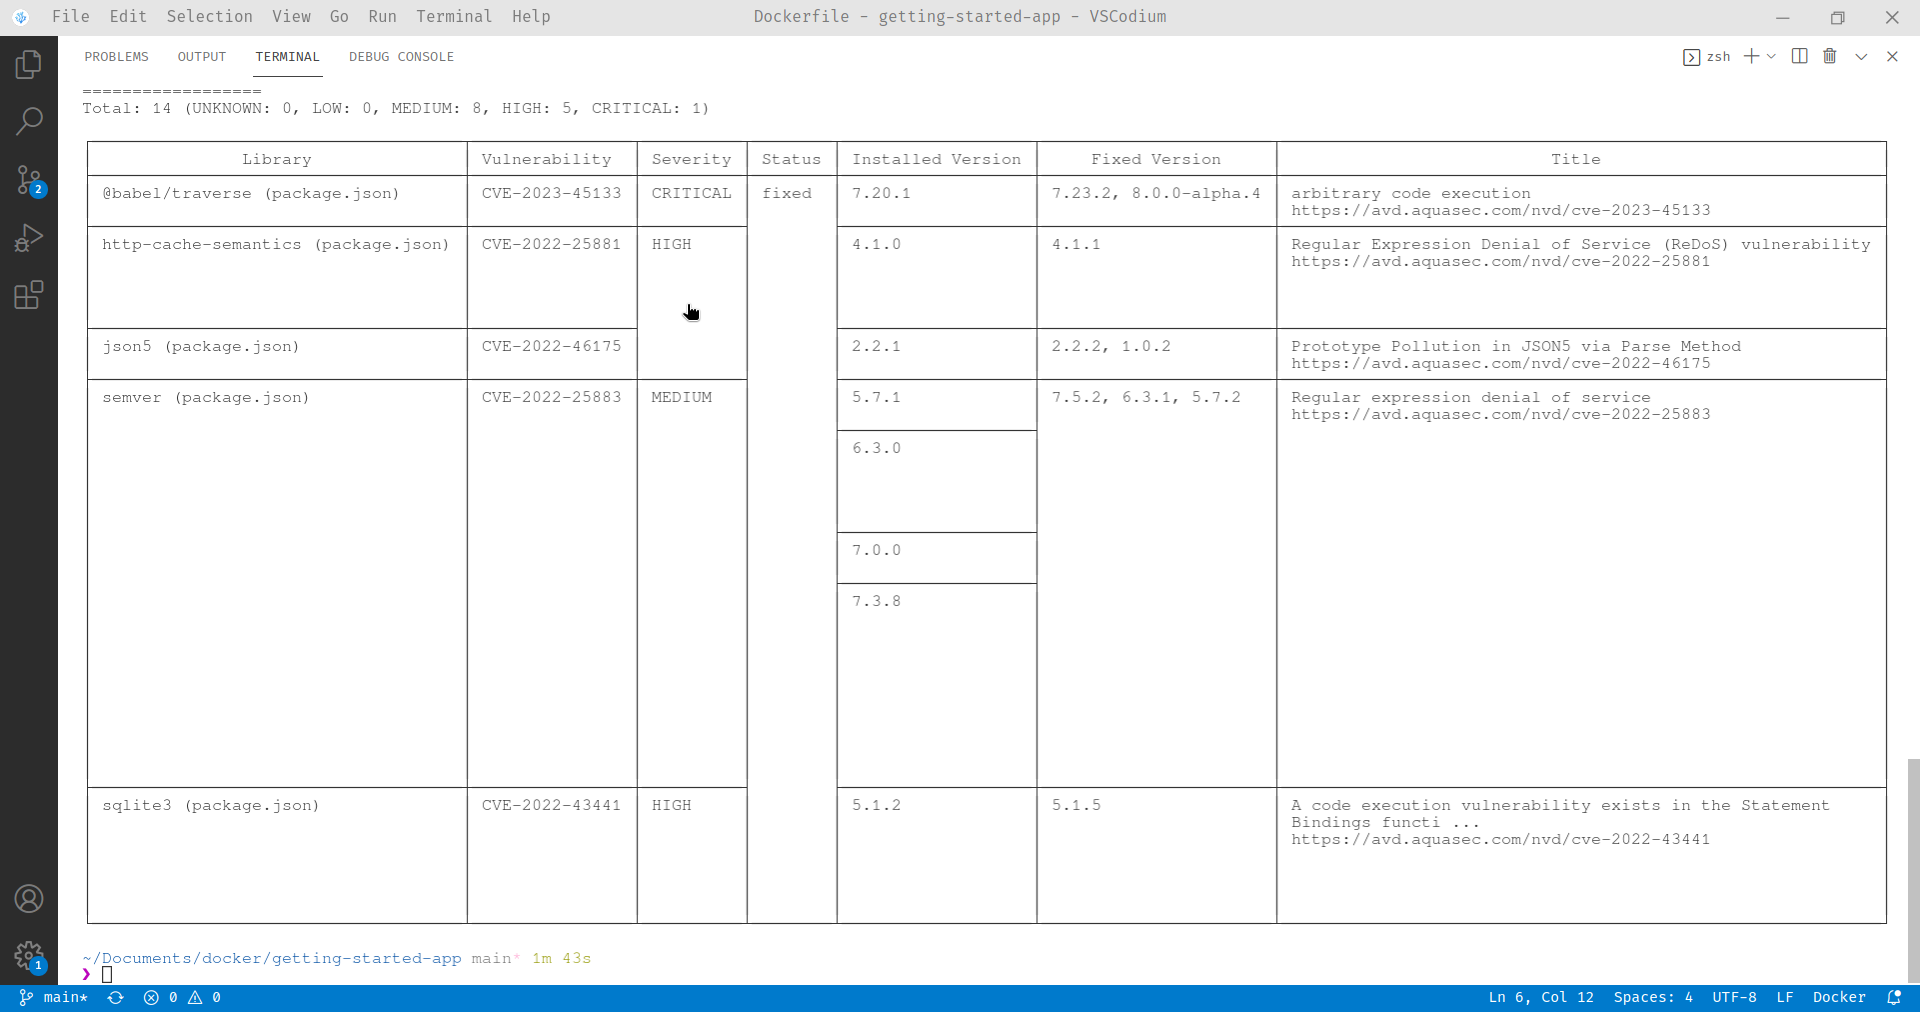 File Edit Selection View Go Run Terminal Help Dockerfile - getting-started-app - VSCodium
PROBLEMS OUTPUT TERMINAL DEBUG CONSOLE zsh
==================
Total: 14 (UNKNOWN: 0, LOW: 0, MEDIUM: 8, HIGH: 5, CRITICAL: 1)
Library Vulnerability Severity Status Installed Version Fixed Version Title
@babel/traverse (package.json) CVE-2023-45133 CRITICAL fixed 7.20.1 7.23.2, 8.0.0-alpha.4 arbitrary code execution
https://avd.aquasec.com/nvd/cve-2023-45133
http-cache-semantics (package.json) CVE-2022-25881 HIGH 4.1.0 4.1.1 Regular Expression Denial of Service (ReDoS) vulnerability
https://avd.aquasec.com/nvd/cve-2022-25881
json5 (package.json) CVE-2022-46175 2.2.1 2.2.2, 1.0.2 Prototype Pollution in JSON5 via Parse Method
https://avd.aquasec.com/nvd/cve-2022-46175
semver (package.json) CVE-2022-25883 MEDIUM 5.7.1 7.5.2, 6.3.1, 5.7.2 Regular expression denial of service
https://avd.aquasec.com/nvd/cve-2022-25883
6.3.0
7.0.0
7.3.8
sqlite3 (package.json) CVE-2022-43441 HIGH 5.1.2 5.1.5 A code execution vulnerability exists in the Statement
Bindings functi ...
https://avd.aquasec.com/nvd/cve-2022-43441
~/Documents/docker/getting-started-app main* 1m 43s
❯
2
1
main* 0 0 Ln 6, Col 12 Spaces: 4 UTF-8 LF Docker